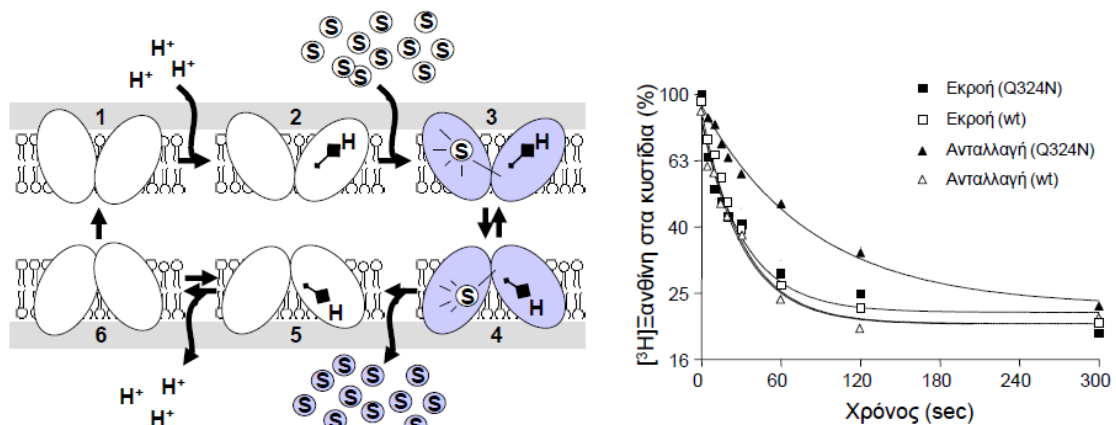 H⁺
H⁺
H⁺
S S S S S S S S S S S S
1
2
3
H
S
H
6
5
4
H
S
H
H⁺
H⁺
H⁺
S S S S S S S S S S S
[³H]Ξανθίνη στα κυστίδια (%)
100
63
40
25
16
0 60 120 180 240 300
Χρόνος (sec)
Εκροή (Q324N)
Εκροή (wt)
Ανταλλαγή (Q324N)
Ανταλλαγή (wt)